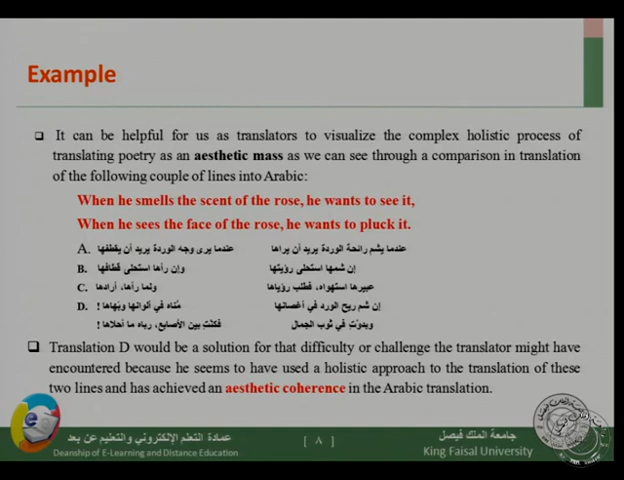 Example
❑ It can be helpful for us as translators to visualize the complex holistic process of
translating poetry as an aesthetic mass as we can see through a comparison in translation
of the following couple of lines into Arabic:
When he smells the scent of the rose, he wants to see it,
When he sees the face of the rose, he wants to pluck it.
A. عندما يشم رائحة الوردة يريد أن يراها عندما يرى وجه الوردة يريد أن يقطفها
B. إن شمها استحلى رؤيتها وإن رآها استحلى قطافها
C. عبيرها استهواه، فطلب رؤياها ولما رآها، أرادها
D. إن شم ريح الورد في أغصانها مُناه في ألوانها وبَهاها !
وبدوْتِ في ثوب الجمال فكنْتِ بين الأصابع، رباه ما أحلاها !
❑ Translation D would be a solution for that difficulty or challenge the translator might have
encountered because he seems to have used a holistic approach to the translation of these
two lines and has achieved an aesthetic coherence in the Arabic translation.
عمادة التعلم الإلكتروني والتعليم عن بعد
Deanship of E-Learning and Distance Education
[ ٨ ]
جامعة الملك فيصل
King Faisal University